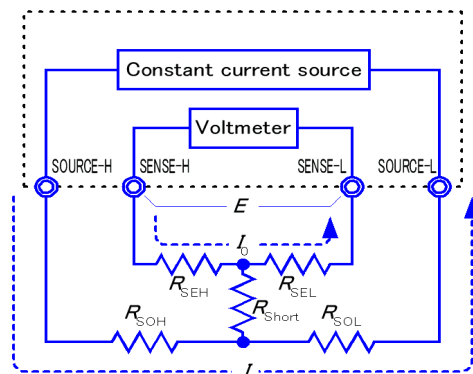 Constant current source
Voltmeter
SOURCE-H
SENSE-H
SENSE-L
SOURCE-L
E
I0
RSEH
RSEL
RShort
RSOH
RSOL
I